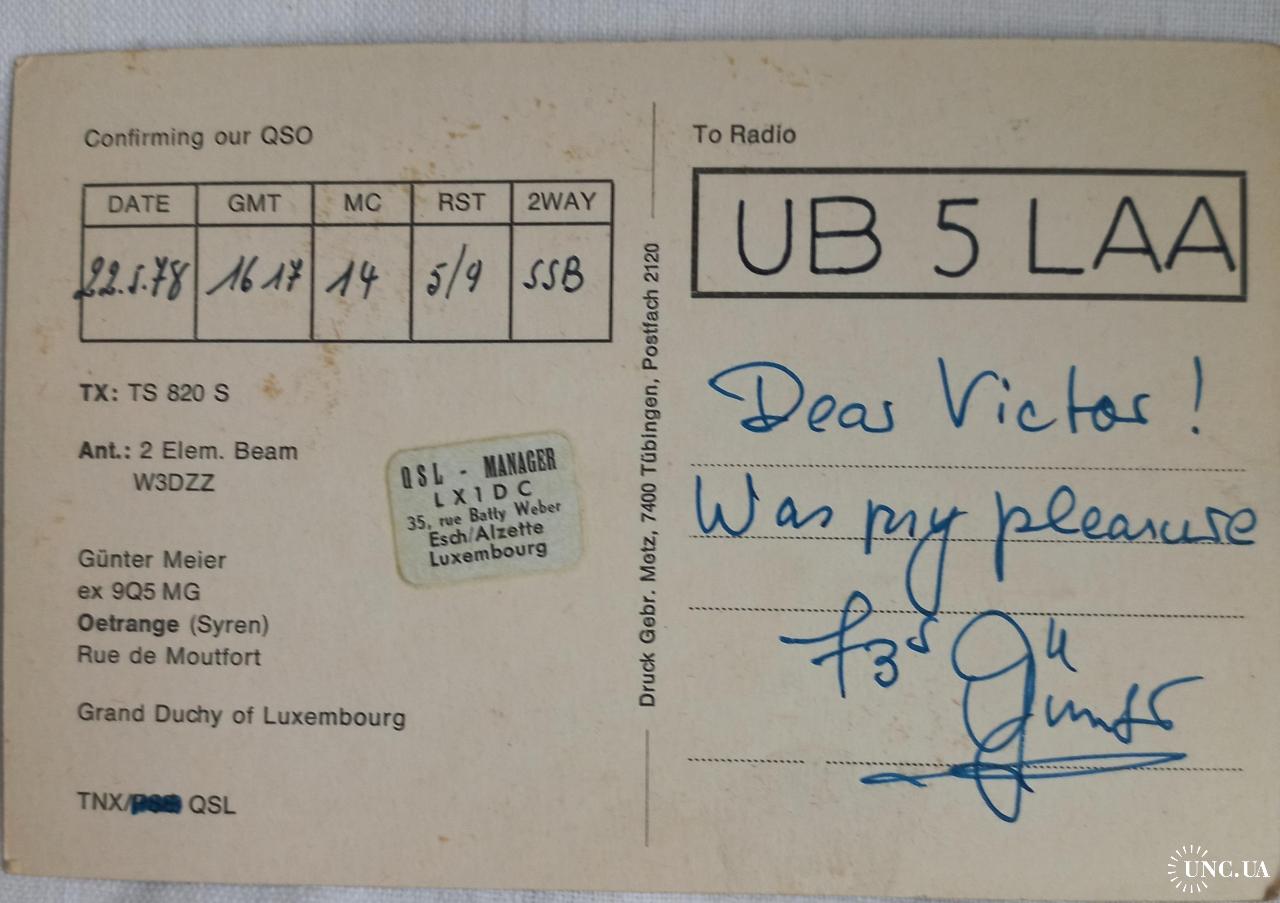 Confirming our QSO
DATE GMT MC RST 2WAY
22.5.78 1617 14 5/9 SSB
TX: TS 820 S
Ant.: 2 Elem. Beam
W3DZZ
QSL - MANAGER
LX1DC
35, rue Batty Weber
Esch/Alzette
Luxembourg
Günter Meier
ex 9Q5 MG
Oetrange (Syren)
Rue de Moutfort
Grand Duchy of Luxembourg
TNX/ QSL
Druck Gebr. Metz, 7400 Tübingen, Postfach 2120
To Radio
UB 5 LAA
Dear Victor!
Was my pleasure
73s
Günter
UNC.UA